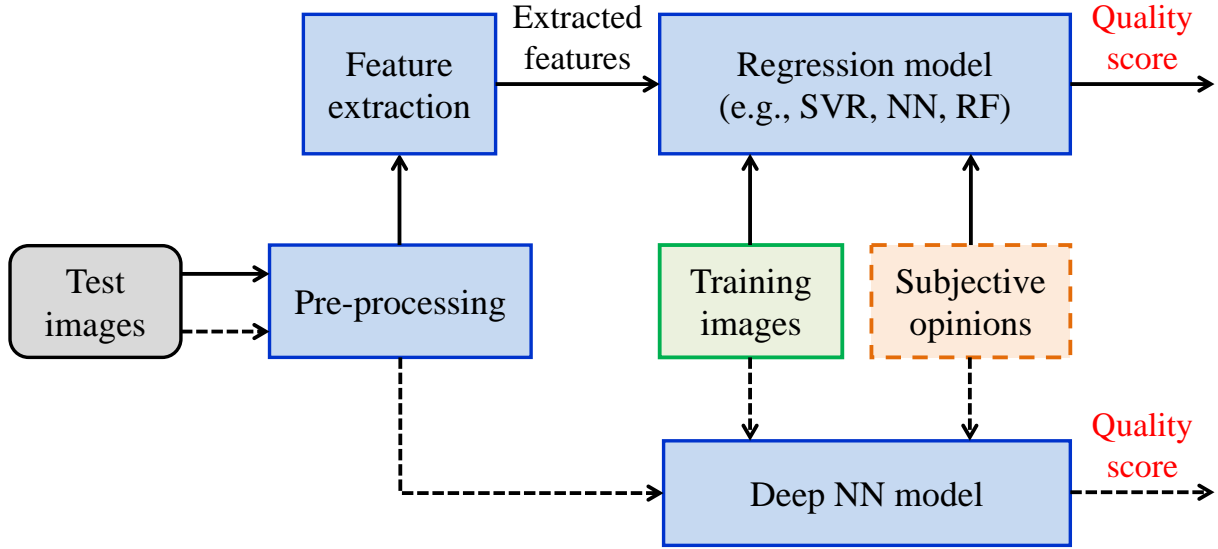 Feature
extraction
Extracted
features
Regression model
(e.g., SVR, NN, RF)
Quality
score
Test
images
Pre-processing
Training
images
Subjective
opinions
Deep NN model
Quality
score